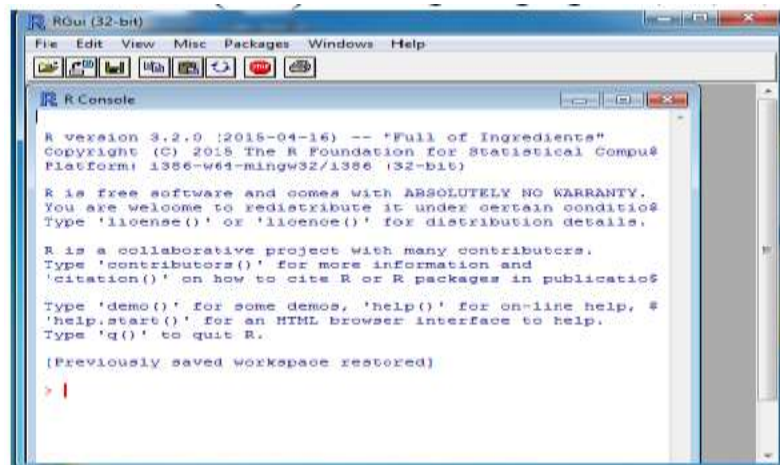 RGui (32-bit)
File Edit View Misc Packages Windows Help
STOP
R Console
R version 3.2.0 (2015-04-16) -- "Full of Ingredients"
Copyright (C) 2015 The R Foundation for Statistical Compu$
Platform: i386-w64-mingw32/i386 (32-bit)
R is free software and comes with ABSOLUTELY NO WARRANTY.
You are welcome to redistribute it under certain conditio$
Type 'license()' or 'licence()' for distribution details.
R is a collaborative project with many contributors.
Type 'contributors()' for more information and
'citation()' on how to cite R or R packages in publicatio$
Type 'demo()' for some demos, 'help()' for on-line help, $
'help.start()' for an HTML browser interface to help.
Type 'q()' to quit R.
[Previously saved workspace restored]
>